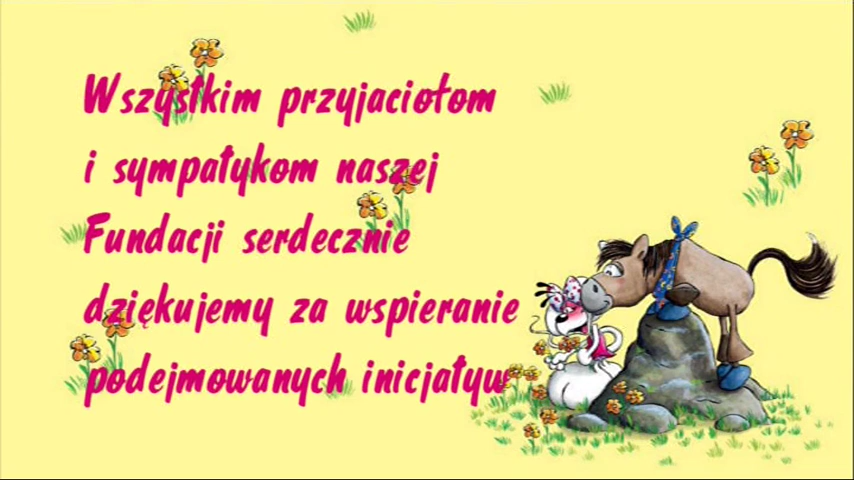 Wszystkim przyjaciołom
i sympatykom naszej
Fundacji serdecznie
dziękujemy za wspieranie
podejmowanych inicjatyw